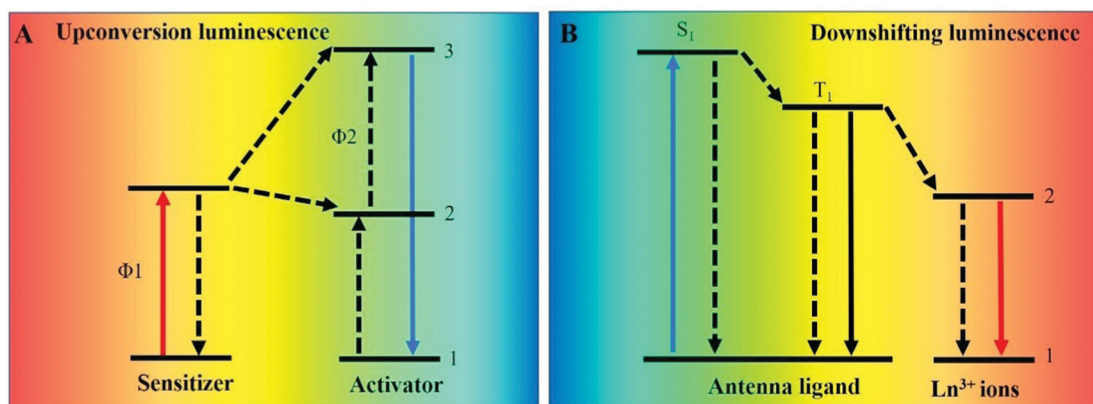 A Upconversion luminescence
3
Φ2
2
Φ1
1
Sensitizer
Activator
B Downshifting luminescence
S₁
T₁
2
1
Antenna ligand
Ln³⁺ ions